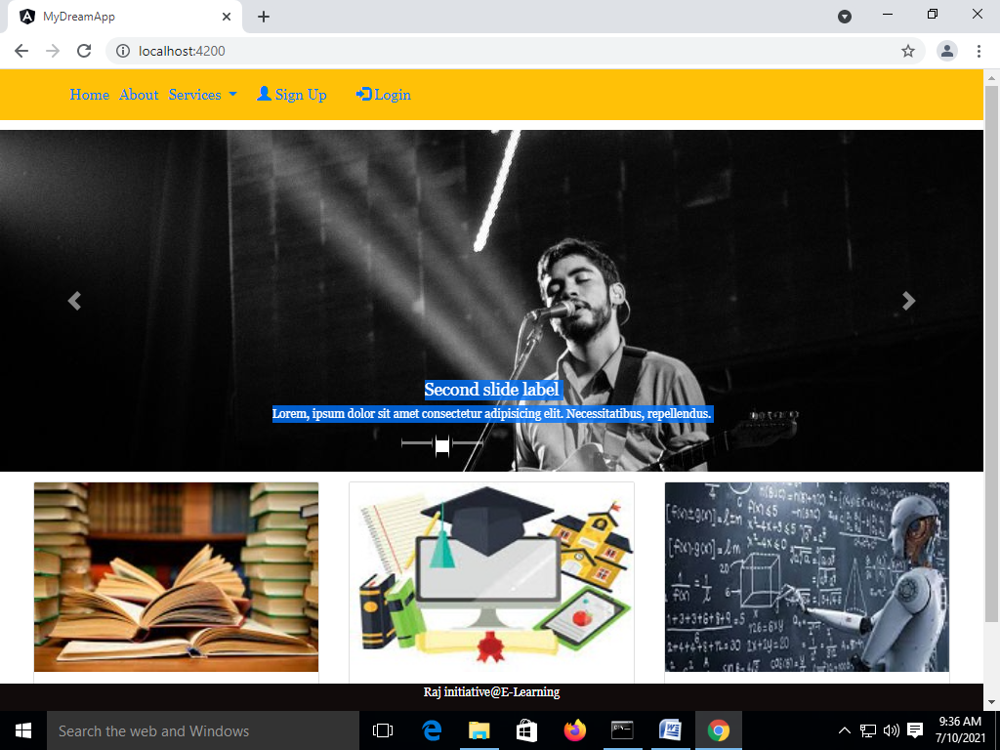 MyDreamApp
localhost:4200
Home About Services Sign Up Login
Second slide label
Lorem, ipsum dolor sit amet consectetur adipisicing elit. Necessitatibus, repellendus.
Raj initiative@E-Learning
Search the web and Windows
9:36 AM
7/10/2021